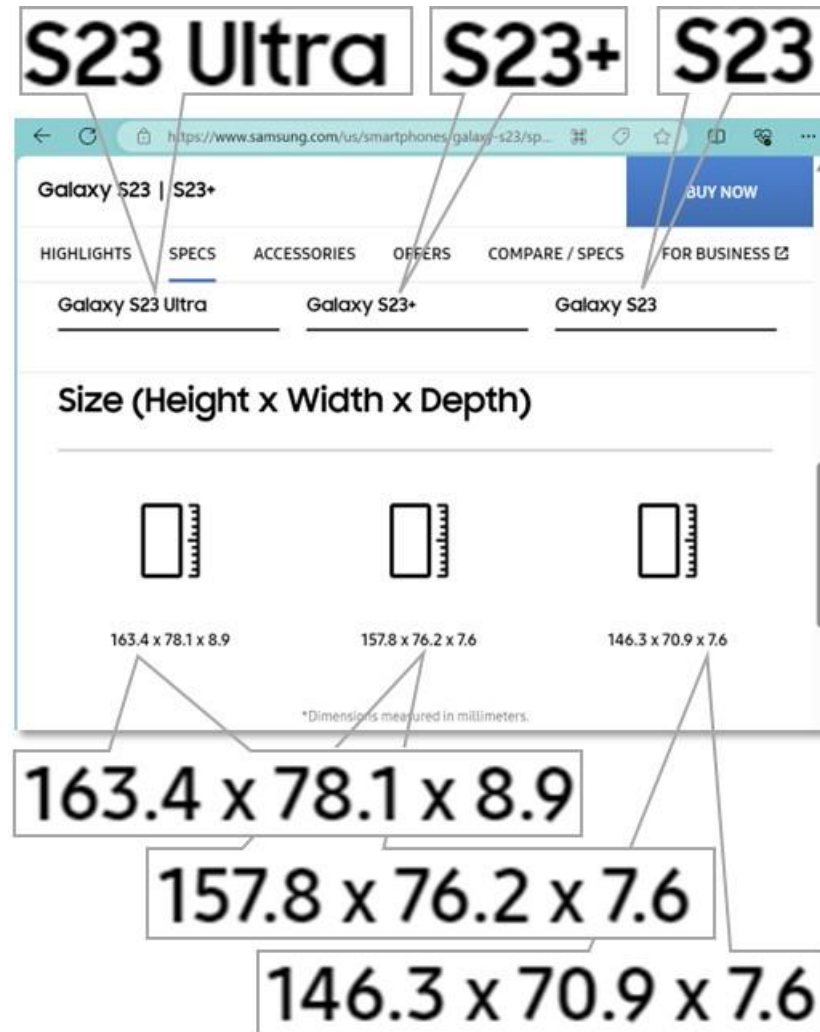 S23 Ultra S23+ S23
https://www.samsung.com/us/smartphones/galaxy-s23/sp...
Galaxy S23 | S23+ BUY NOW
HIGHLIGHTS SPECS ACCESSORIES OFFERS COMPARE / SPECS FOR BUSINESS
Galaxy S23 Ultra Galaxy S23+ Galaxy S23
Size (Height x Width x Depth)
163.4 x 78.1 x 8.9 157.8 x 76.2 x 7.6 146.3 x 70.9 x 7.6
*Dimensions measured in millimeters.
163.4 x 78.1 x 8.9
157.8 x 76.2 x 7.6
146.3 x 70.9 x 7.6